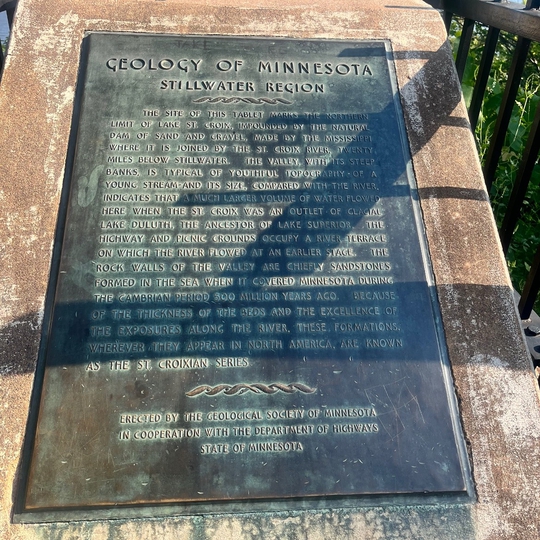 GEOLOGY OF MINNESOTA
STILLWATER REGION
THE SITE OF THIS TABLET MARKS THE NORTHERN
LIMIT OF LAKE ST. CROIX, IMPOUNDED BY THE NATURAL
DAM OF SAND AND GRAVEL, MADE BY THE MISSISSIPPI
WHERE IT IS JOINED BY THE ST. CROIX RIVER, TWENTY
MILES BELOW STILLWATER. THE VALLEY, WITH ITS STEEP
BANKS, IS TYPICAL OF YOUTHFUL TOPOGRAPHY-OF A
YOUNG STREAM-AND ITS SIZE, COMPARED WITH THE RIVER,
INDICATES THAT A MUCH LARGER VOLUME OF WATER FLOWED
HERE WHEN THE ST. CROIX WAS AN OUTLET OF GLACIAL
LAKE DULUTH, THE ANCESTOR OF LAKE SUPERIOR. THE
HIGHWAY AND PICNIC GROUNDS OCCUPY A RIVER TERRACE
ON WHICH THE RIVER FLOWED AT AN EARLIER STAGE. THE
ROCK WALLS OF THE VALLEY ARE CHIEFLY SANDSTONES
FORMED IN THE SEA WHEN IT COVERED MINNESOTA DURING
THE CAMBRIAN PERIOD 300 MILLION YEARS AGO. BECAUSE
OF THE THICKNESS OF THE BEDS AND THE EXCELLENCE OF
THE EXPOSURES ALONG THE RIVER, THESE FORMATIONS,
WHEREVER THEY APPEAR IN NORTH AMERICA, ARE KNOWN
AS THE ST. CROIXIAN SERIES
ERECTED BY THE GEOLOGICAL SOCIETY OF MINNESOTA
IN COOPERATION WITH THE DEPARTMENT OF HIGHWAYS
STATE OF MINNESOTA